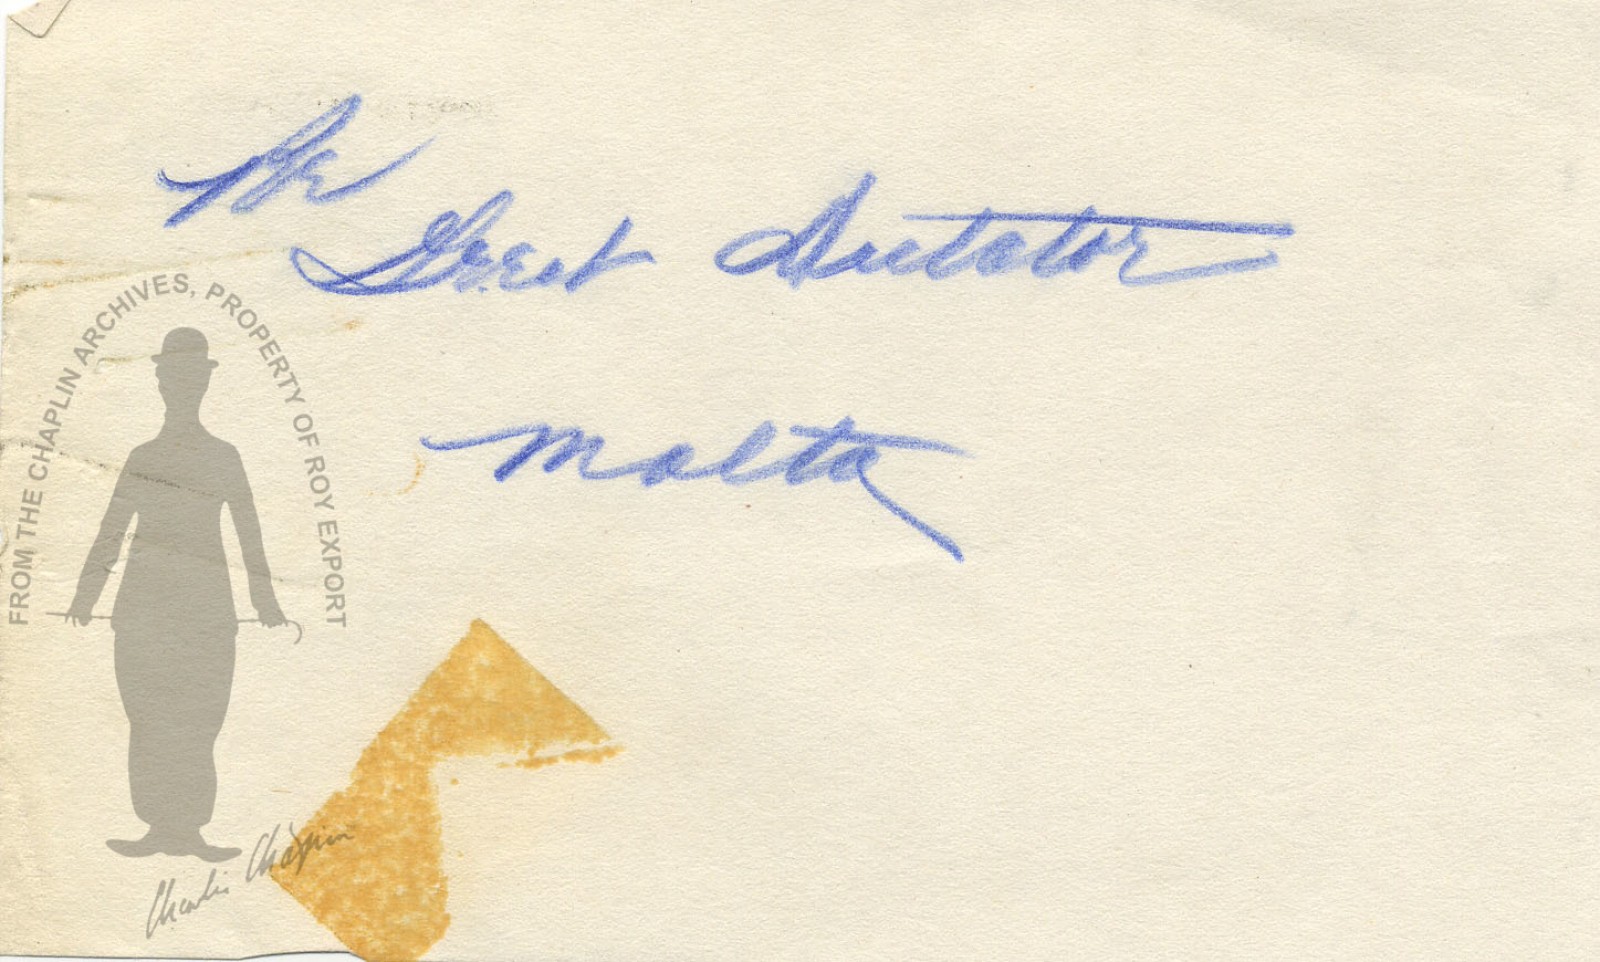 The
Great Dictator
Malta
FROM THE CHAPLIN ARCHIVES, PROPERTY OF ROY EXPORT
Charlie Chaplin